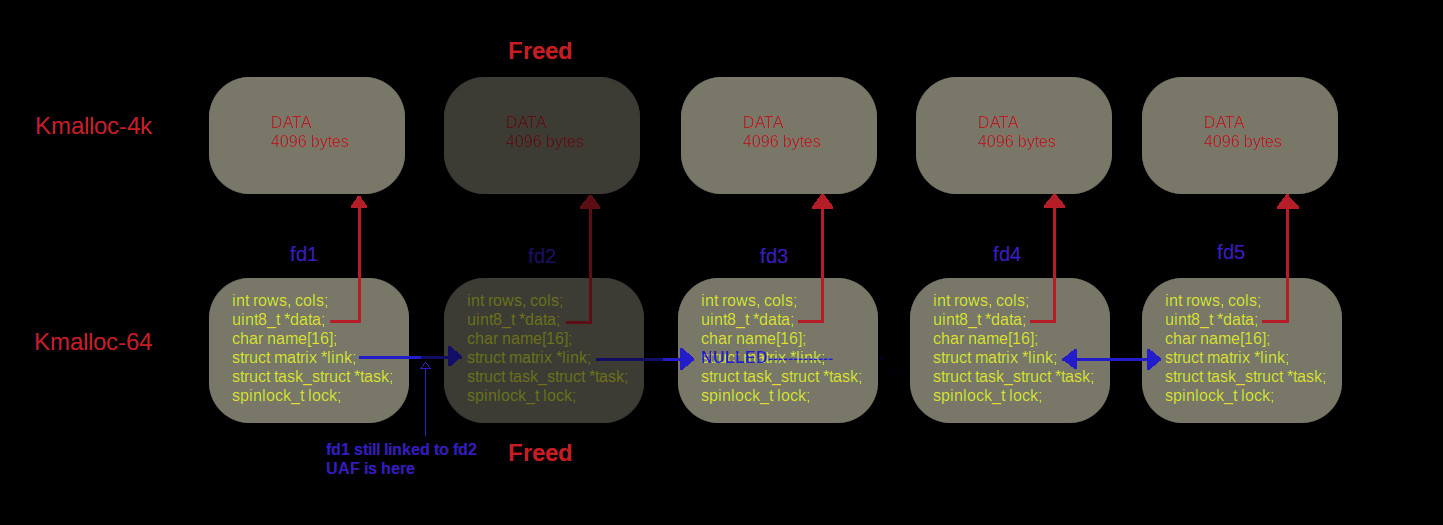 Freed
Kmalloc-4k
DATA
4096 bytes
DATA
4096 bytes
DATA
4096 bytes
DATA
4096 bytes
DATA
4096 bytes
fd1
fd2
fd3
fd4
fd5
Kmalloc-64
int rows, cols;
uint8_t *data;
char name[16];
struct matrix *link;
struct task_struct *task;
spinlock_t lock;
int rows, cols;
uint8_t *data;
char name[16];
struct matrix *link;
struct task_struct *task;
spinlock_t lock;
int rows, cols;
uint8_t *data;
char name[16];
struct matrix *link;
NULLED--------
struct task_struct *task;
spinlock_t lock;
int rows, cols;
uint8_t *data;
char name[16];
struct matrix *link;
struct task_struct *task;
spinlock_t lock;
int rows, cols;
uint8_t *data;
char name[16];
struct matrix *link;
struct task_struct *task;
spinlock_t lock;
fd1 still linked to fd2
UAF is here
Freed